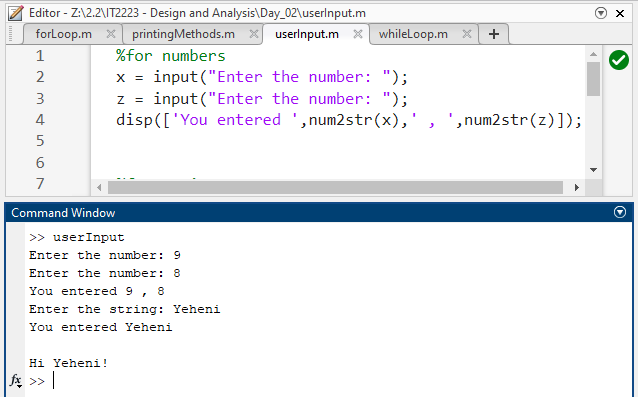 Editor - Z:\2.2\IT2223 - Design and Analysis\Day_02\userInput.m
forLoop.m printingMethods.m userInput.m whileLoop.m +
1 %for numbers
2 x = input("Enter the number: ");
3 z = input("Enter the number: ");
4 disp(['You entered ',num2str(x),' , ',num2str(z)]);
5
6
7
Command Window
>> userInput
Enter the number: 9
Enter the number: 8
You entered 9 , 8
Enter the string: Yeheni
You entered Yeheni
Hi Yeheni!
fx >>